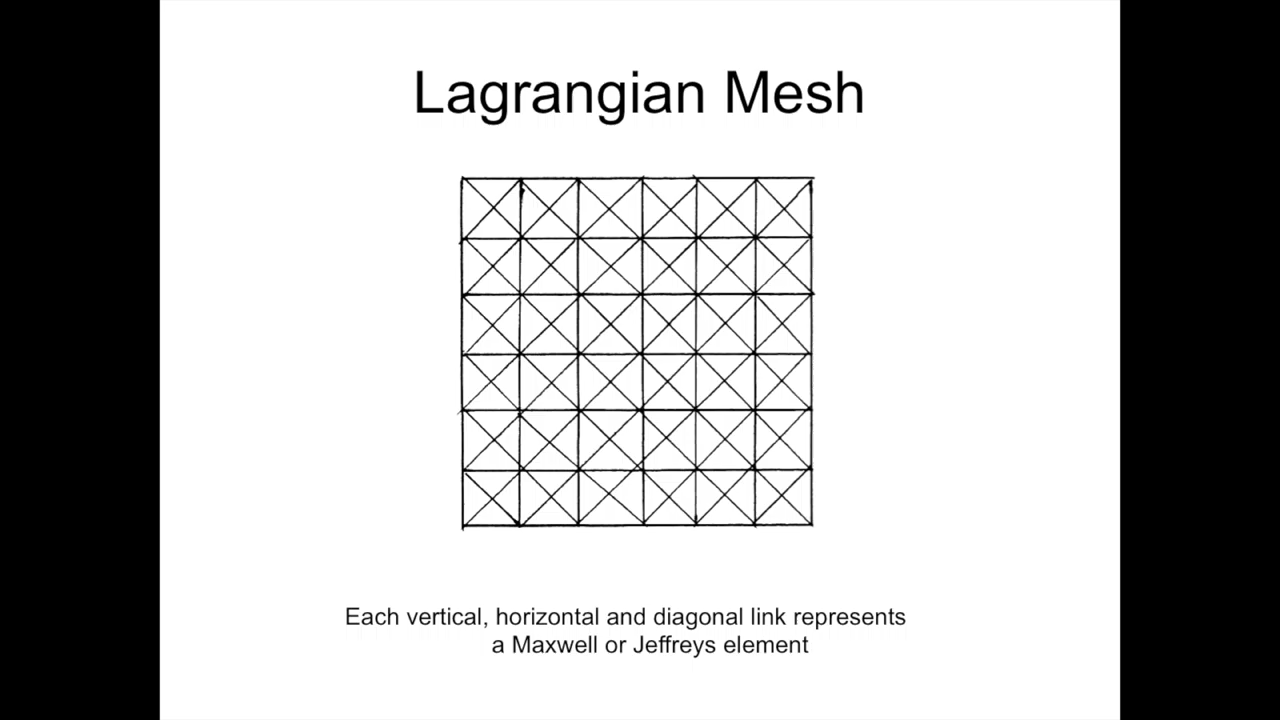 Lagrangian Mesh
Each vertical, horizontal and diagonal link represents
a Maxwell or Jeffreys element